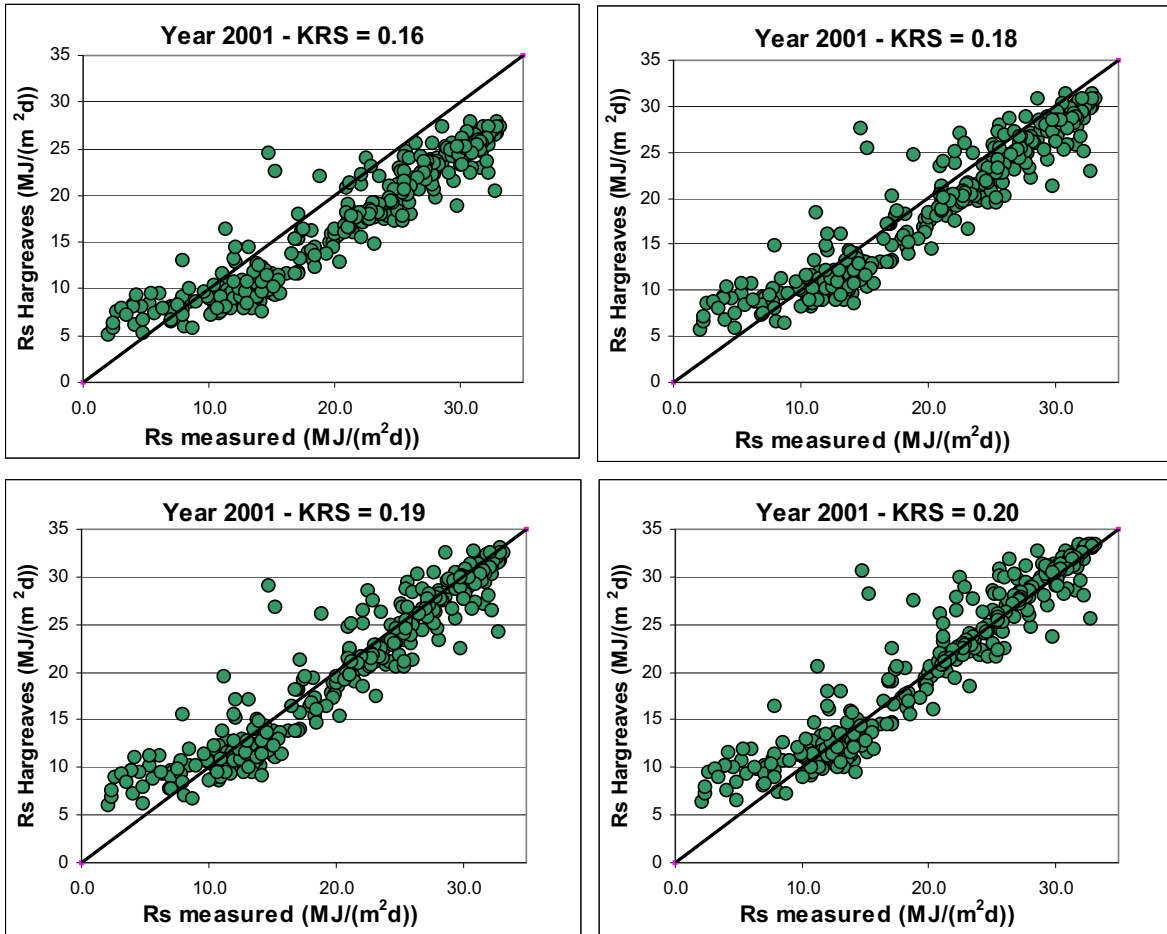 Year 2001 - KRS = 0.16
35
30
25
20
15
10
5
0
0.0 10.0 20.0 30.0
Rs Hargreaves (MJ/(m ²d))
Rs measured (MJ/(m²d))
Year 2001 - KRS = 0.18
35
30
25
20
15
10
5
0
0.0 10.0 20.0 30.0
Rs Hargreaves (MJ/(m ²d))
Rs measured (MJ/(m²d))
Year 2001 - KRS = 0.19
35
30
25
20
15
10
5
0
0.0 10.0 20.0 30.0
Rs Hargreaves (MJ/(m ²d))
Rs measured (MJ/(m²d))
Year 2001 - KRS = 0.20
35
30
25
20
15
10
5
0
0.0 10.0 20.0 30.0
Rs Hargreaves (MJ/(m ²d))
Rs measured (MJ/(m²d))